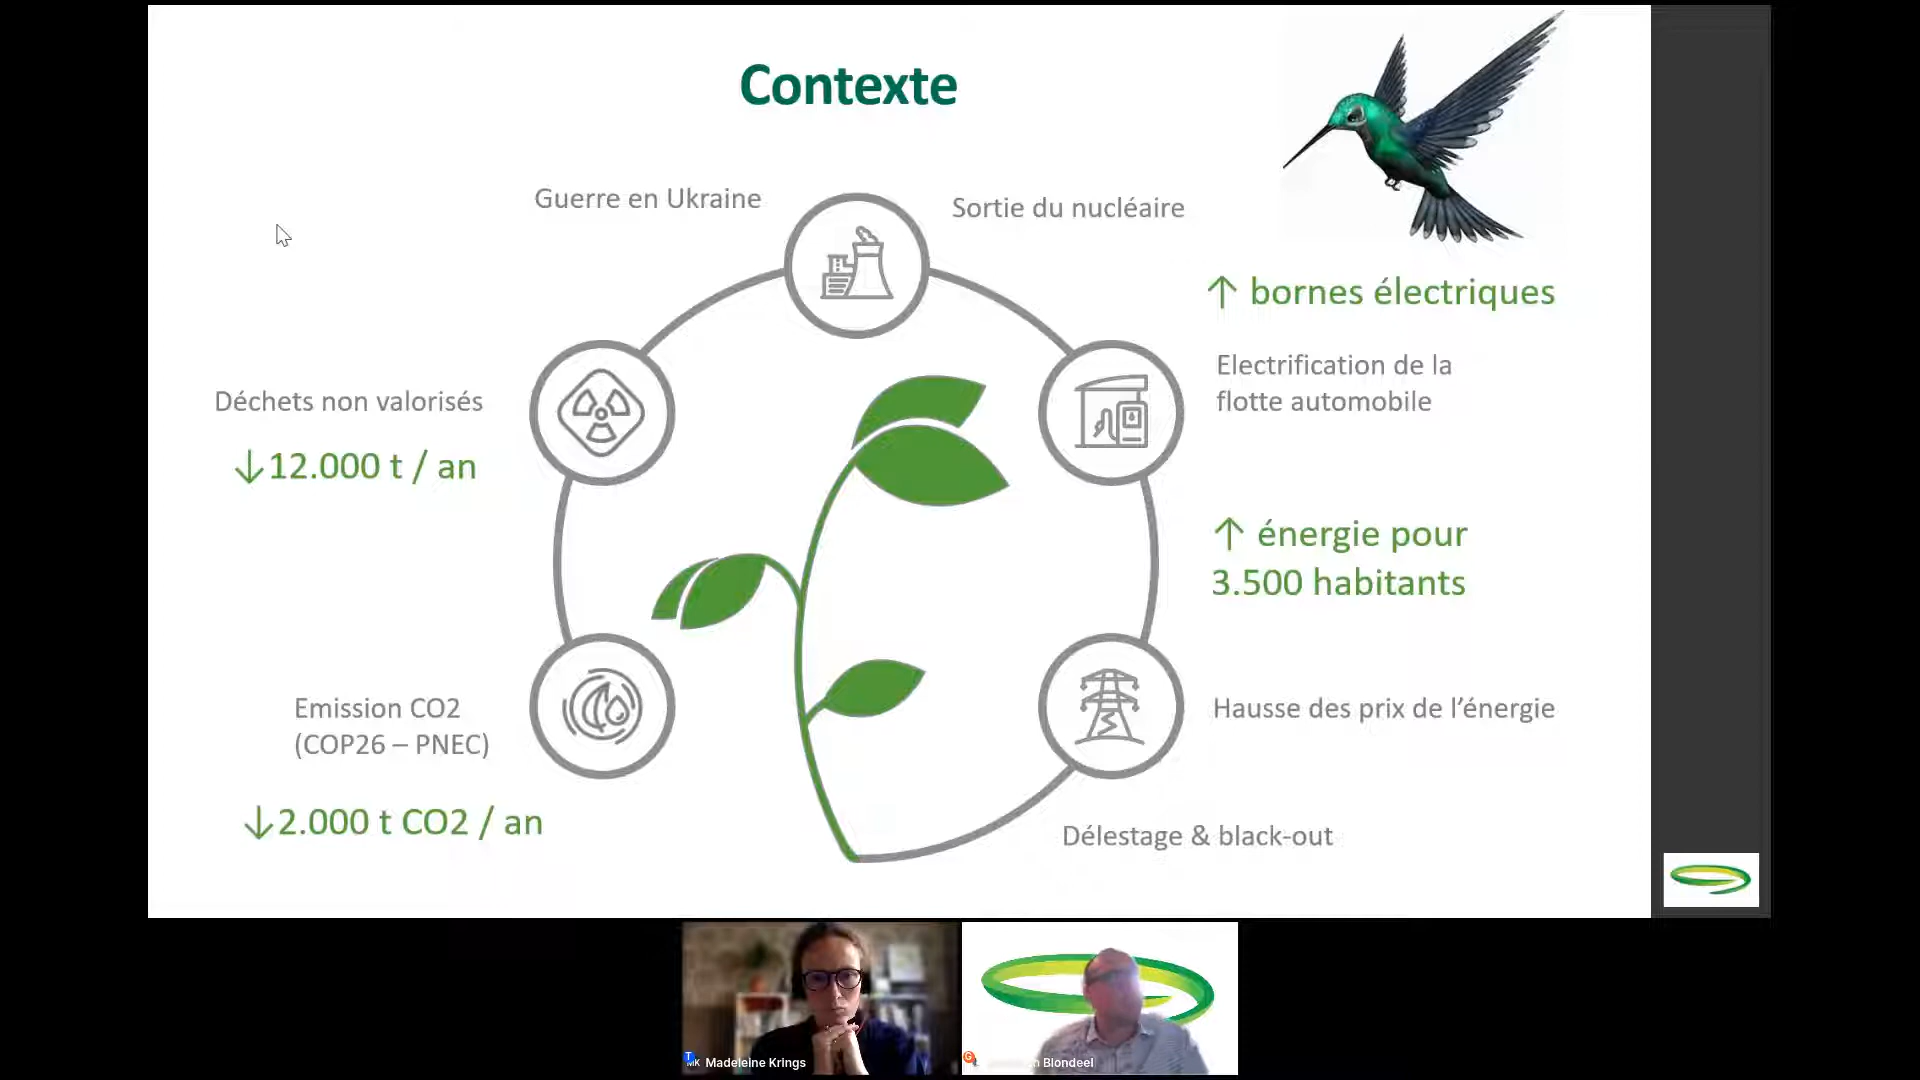 Contexte
Guerre en Ukraine
Sortie du nucléaire
↑ bornes électriques
Electrification de la
flotte automobile
Déchets non valorisés
↓12.000 t / an
↑ énergie pour
3.500 habitants
Emission CO2
(COP26 – PNEC)
Hausse des prix de l’énergie
↓2.000 t CO2 / an
Délestage & black-out
Madeleine Krings
Blondeel